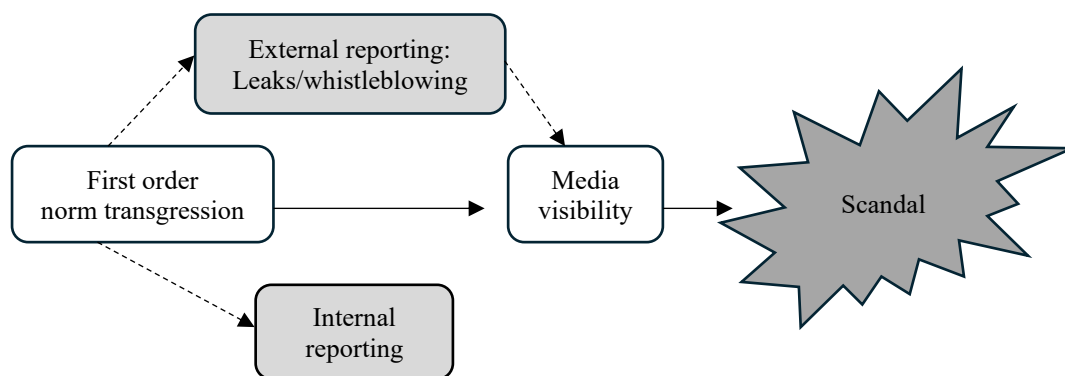 External reporting:
Leaks/whistleblowing
First order
norm transgression
Media
visibility
Scandal
Internal
reporting